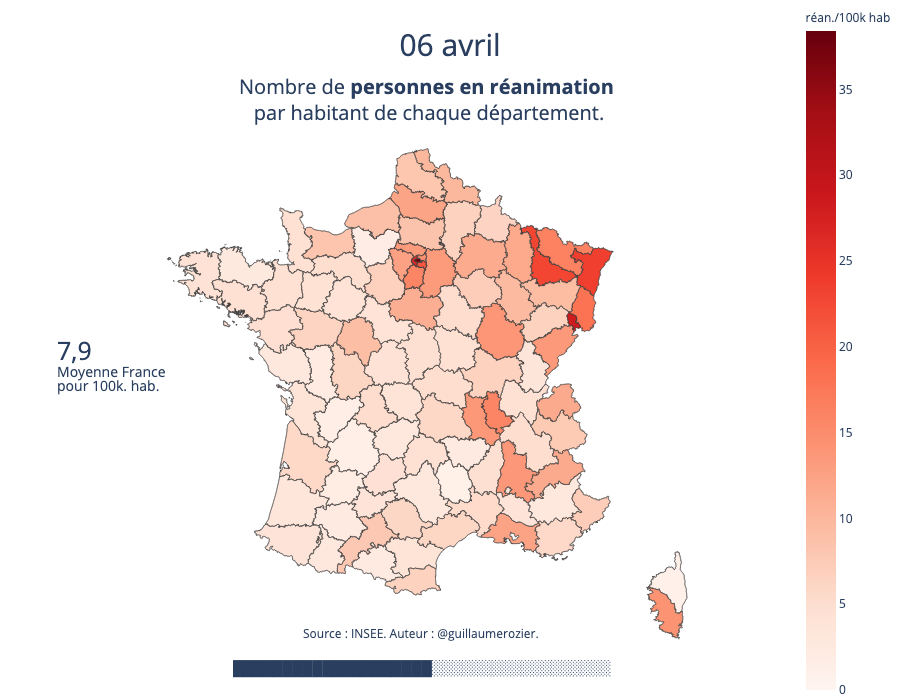 réan./100k hab
06 avril
Nombre de personnes en réanimation
par habitant de chaque département.
35
30
25
20
15
10
5
0
7,9
Moyenne France
pour 100k. hab.
Source : INSEE. Auteur : @guillaumerozier.